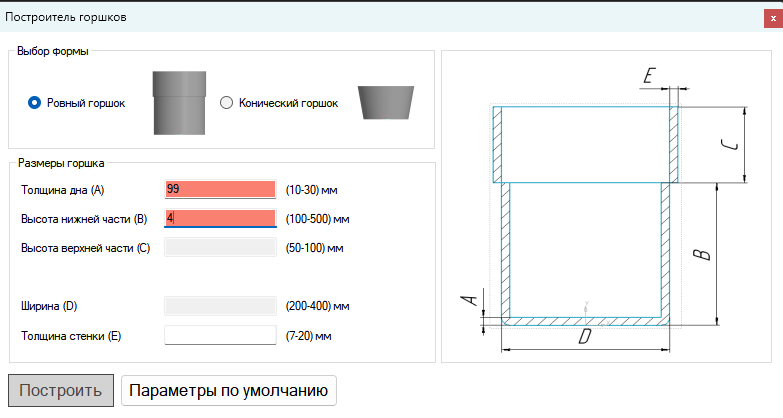 Построитель горшков
x
Выбор формы
Ровный горшок
Конический горшок
Размеры горшка
Толщина дна (A) 99 (10-30) мм
Высота нижней части (B) 4 (100-500) мм
Высота верхней части (C) (50-100) мм
Ширина (D) (200-400) мм
Толщина стенки (E) (7-20) мм
Построить
Параметры по умолчанию
E
C
B
A
D